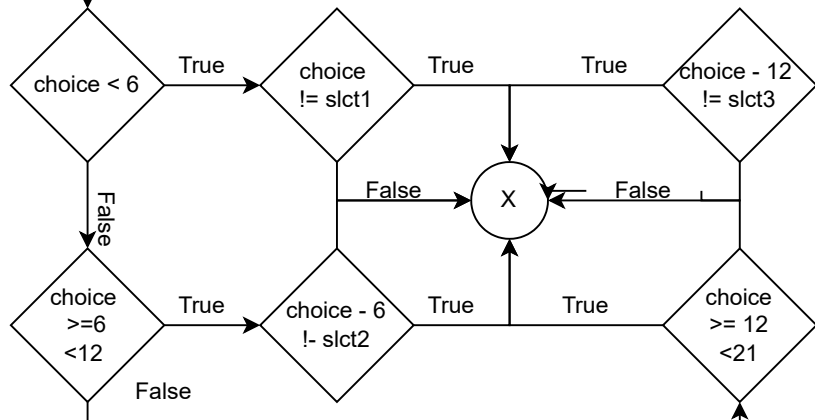 choice < 6
True
choice
!= slct1
True
True
choice - 12
!= slct3
False
False
X
False
choice
>=6
<12
True
choice - 6
!- slct2
True
True
choice
>= 12
<21
False